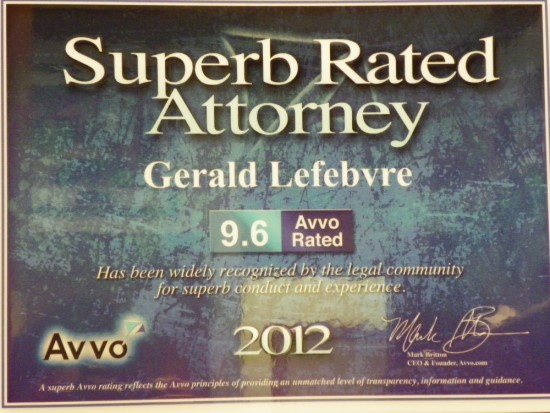 Superb Rated
Attorney
Gerald Lefebvre
9.6 Avvo
Rated
Has been widely recognized by the legal community
for superb conduct and experience.
Avvo
2012
Mark Britton
CEO & Founder, Avvo.com
A superb Avvo rating reflects the Avvo principles of providing an unmatched level of transparency, information and guidance.